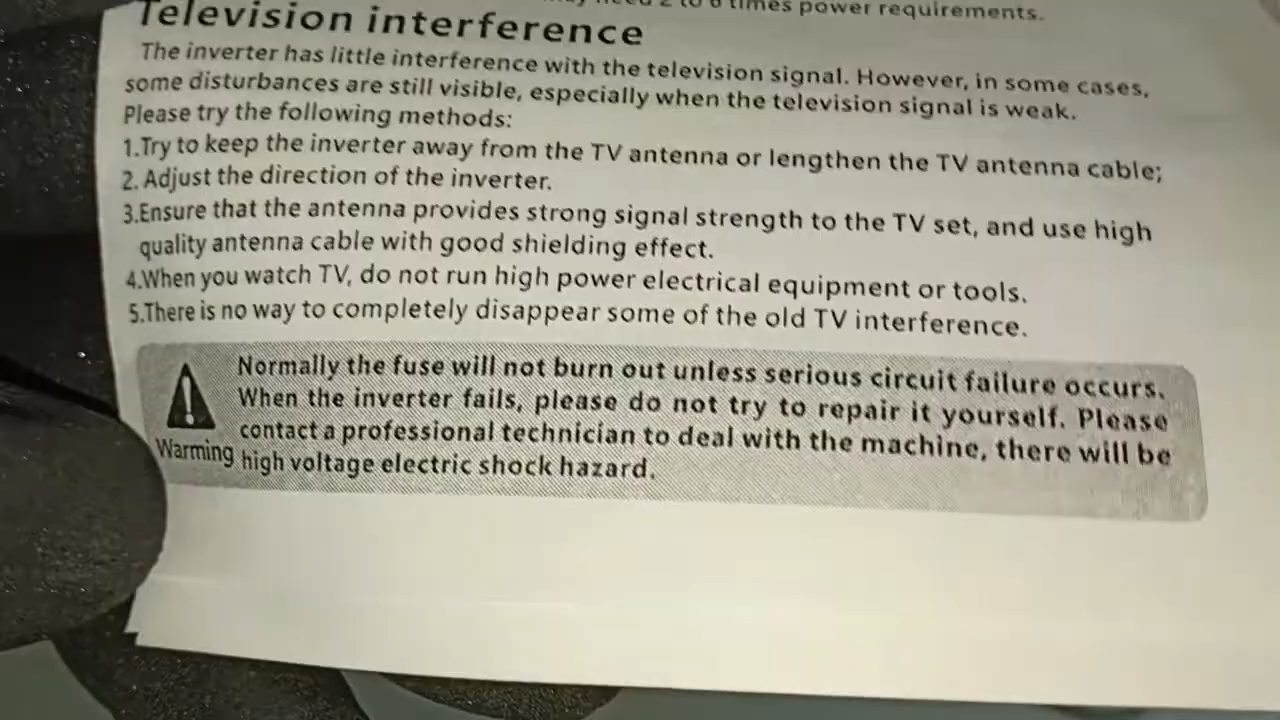 need 2 to 6 times power requirements.
Television interference
The inverter has little interference with the television signal. However, in some cases,
some disturbances are still visible, especially when the television signal is weak.
Please try the following methods:
1.Try to keep the inverter away from the TV antenna or lengthen the TV antenna cable;
2. Adjust the direction of the inverter.
3.Ensure that the antenna provides strong signal strength to the TV set, and use high
quality antenna cable with good shielding effect.
4.When you watch TV, do not run high power electrical equipment or tools.
5.There is no way to completely disappear some of the old TV interference.
Normally the fuse will not burn out unless serious circuit failure occurs.
When the inverter fails, please do not try to repair it yourself. Please
contact a professional technician to deal with the machine, there will be
high voltage electric shock hazard.
Warming